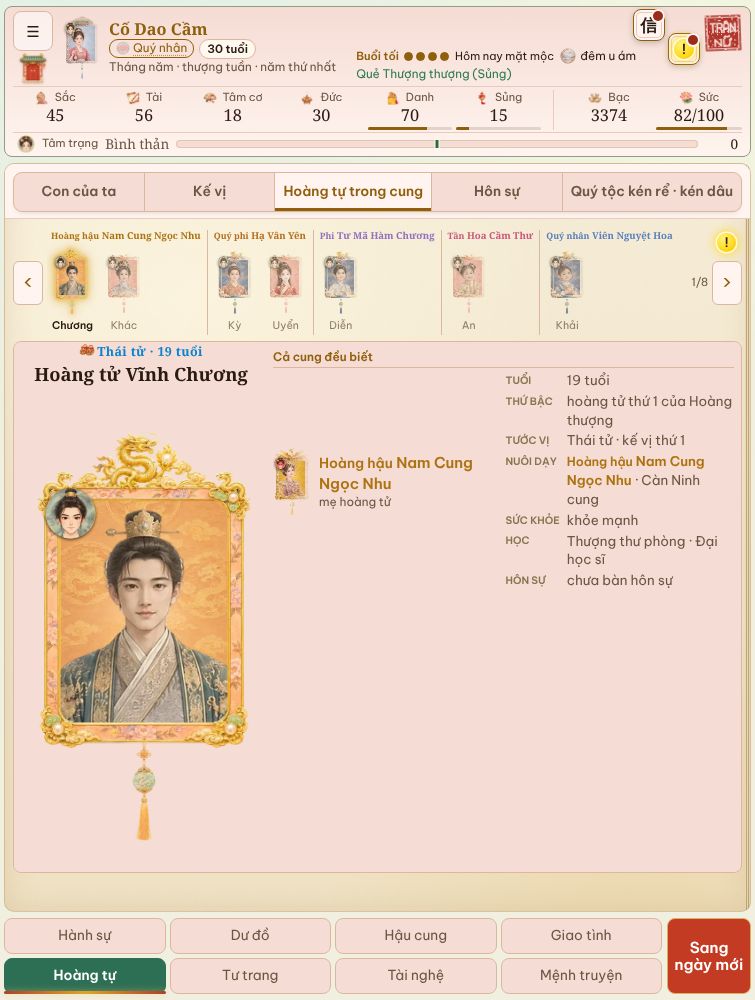 ☰
Cố Dao Cầm
Quý nhân 30 tuổi
Tháng năm · thượng tuần · năm thứ nhất
Buổi tối Hôm nay mặt mộc đêm u ám
Quẻ Thượng thượng (Sủng)
信
!
TRÂN
NỮ
Sắc Tài Tâm cơ Đức Danh Sủng Bạc Sức
45 56 18 30 70 15 3374 82/100
Tâm trạng Bình thản 0
Con của ta Kế vị Hoàng tự trong cung Hôn sự Quý tộc kén rể · kén dâu
Hoàng hậu Nam Cung Ngọc Nhu Quý phi Hạ Vân Yên Phi Tư Mã Hàm Chương Tần Hoa Cầm Thư Quý nhân Viên Nguyệt Hoa
!
‹ 1/8 ›
Chương Khác Kỳ Uyển Diễn An Khải
Thái tử · 19 tuổi
Hoàng tử Vĩnh Chương
Cả cung đều biết
Hoàng hậu Nam Cung
Ngọc Nhu
mẹ hoàng tử
TUỔI 19 tuổi
THỨ BẬC hoàng tử thứ 1 của Hoàng
thượng
TƯỚC VỊ Thái tử · kế vị thứ 1
NUÔI DẠY Hoàng hậu Nam Cung
Ngọc Nhu · Càn Ninh
cung
SỨC KHỎE khỏe mạnh
HỌC Thượng thư phòng · Đại
học sĩ
HÔN SỰ chưa bàn hôn sự
Hành sự Dư đồ Hậu cung Giao tình
Hoàng tự Tư trang Tài nghệ Mệnh truyện
Sang
ngày mới